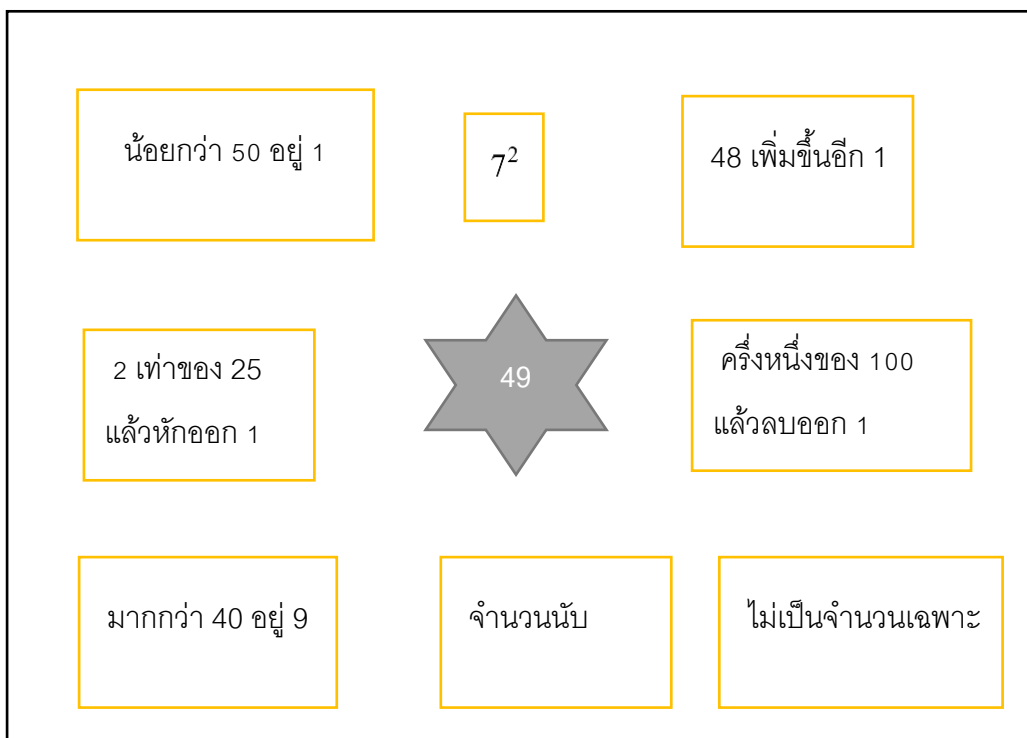 น้อยกว่า 50 อยู่ 1
7²
48 เพิ่มขึ้นอีก 1
2 เท่าของ 25
แล้วหักออก 1
49
ครึ่งหนึ่งของ 100
แล้วลบออก 1
มากกว่า 40 อยู่ 9
จำนวนนับ
ไม่เป็นจำนวนเฉพาะ